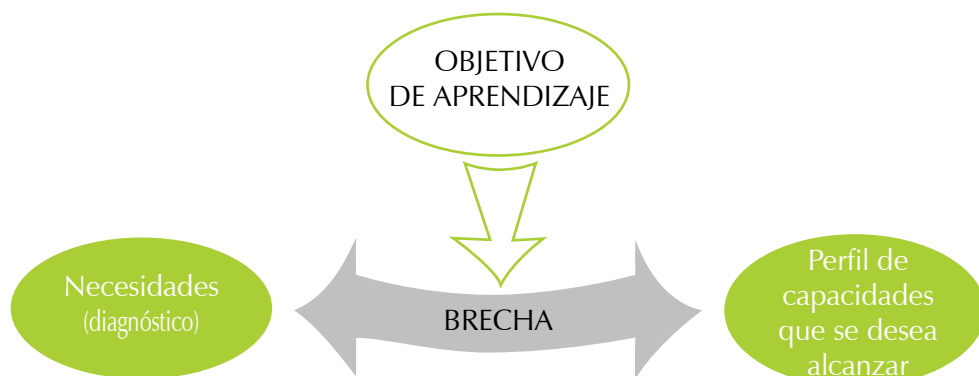 OBJETIVO
DE APRENDIZAJE
Necesidades
(diagnóstico)
BRECHA
Perfil de
capacidades
que se desea
alcanzar